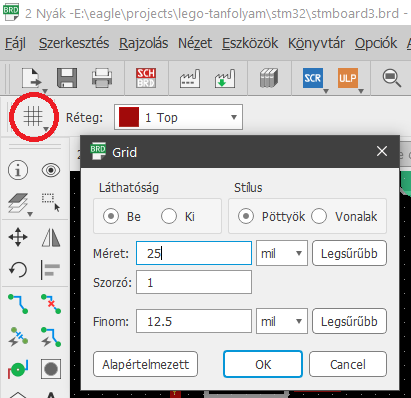 2 Nyák -E:\eagle\projects\lego-tanfolyam\stm32\stmboard3.brd -
Fájl Szerkesztés Rajzolás Nézet Eszközök Könyvtár Opciók
BRD
SCH
BRD
SCR
ULP
Réteg: 1 Top
2
BRD Grid
Láthatóság Stílus
Be Ki Pöttyök Vonalak
Méret: 25 mil Legsűrűbb
Szorzó: 1
Finom: 12.5 mil Legsűrűbb
Alapértelmezett OK Cancel